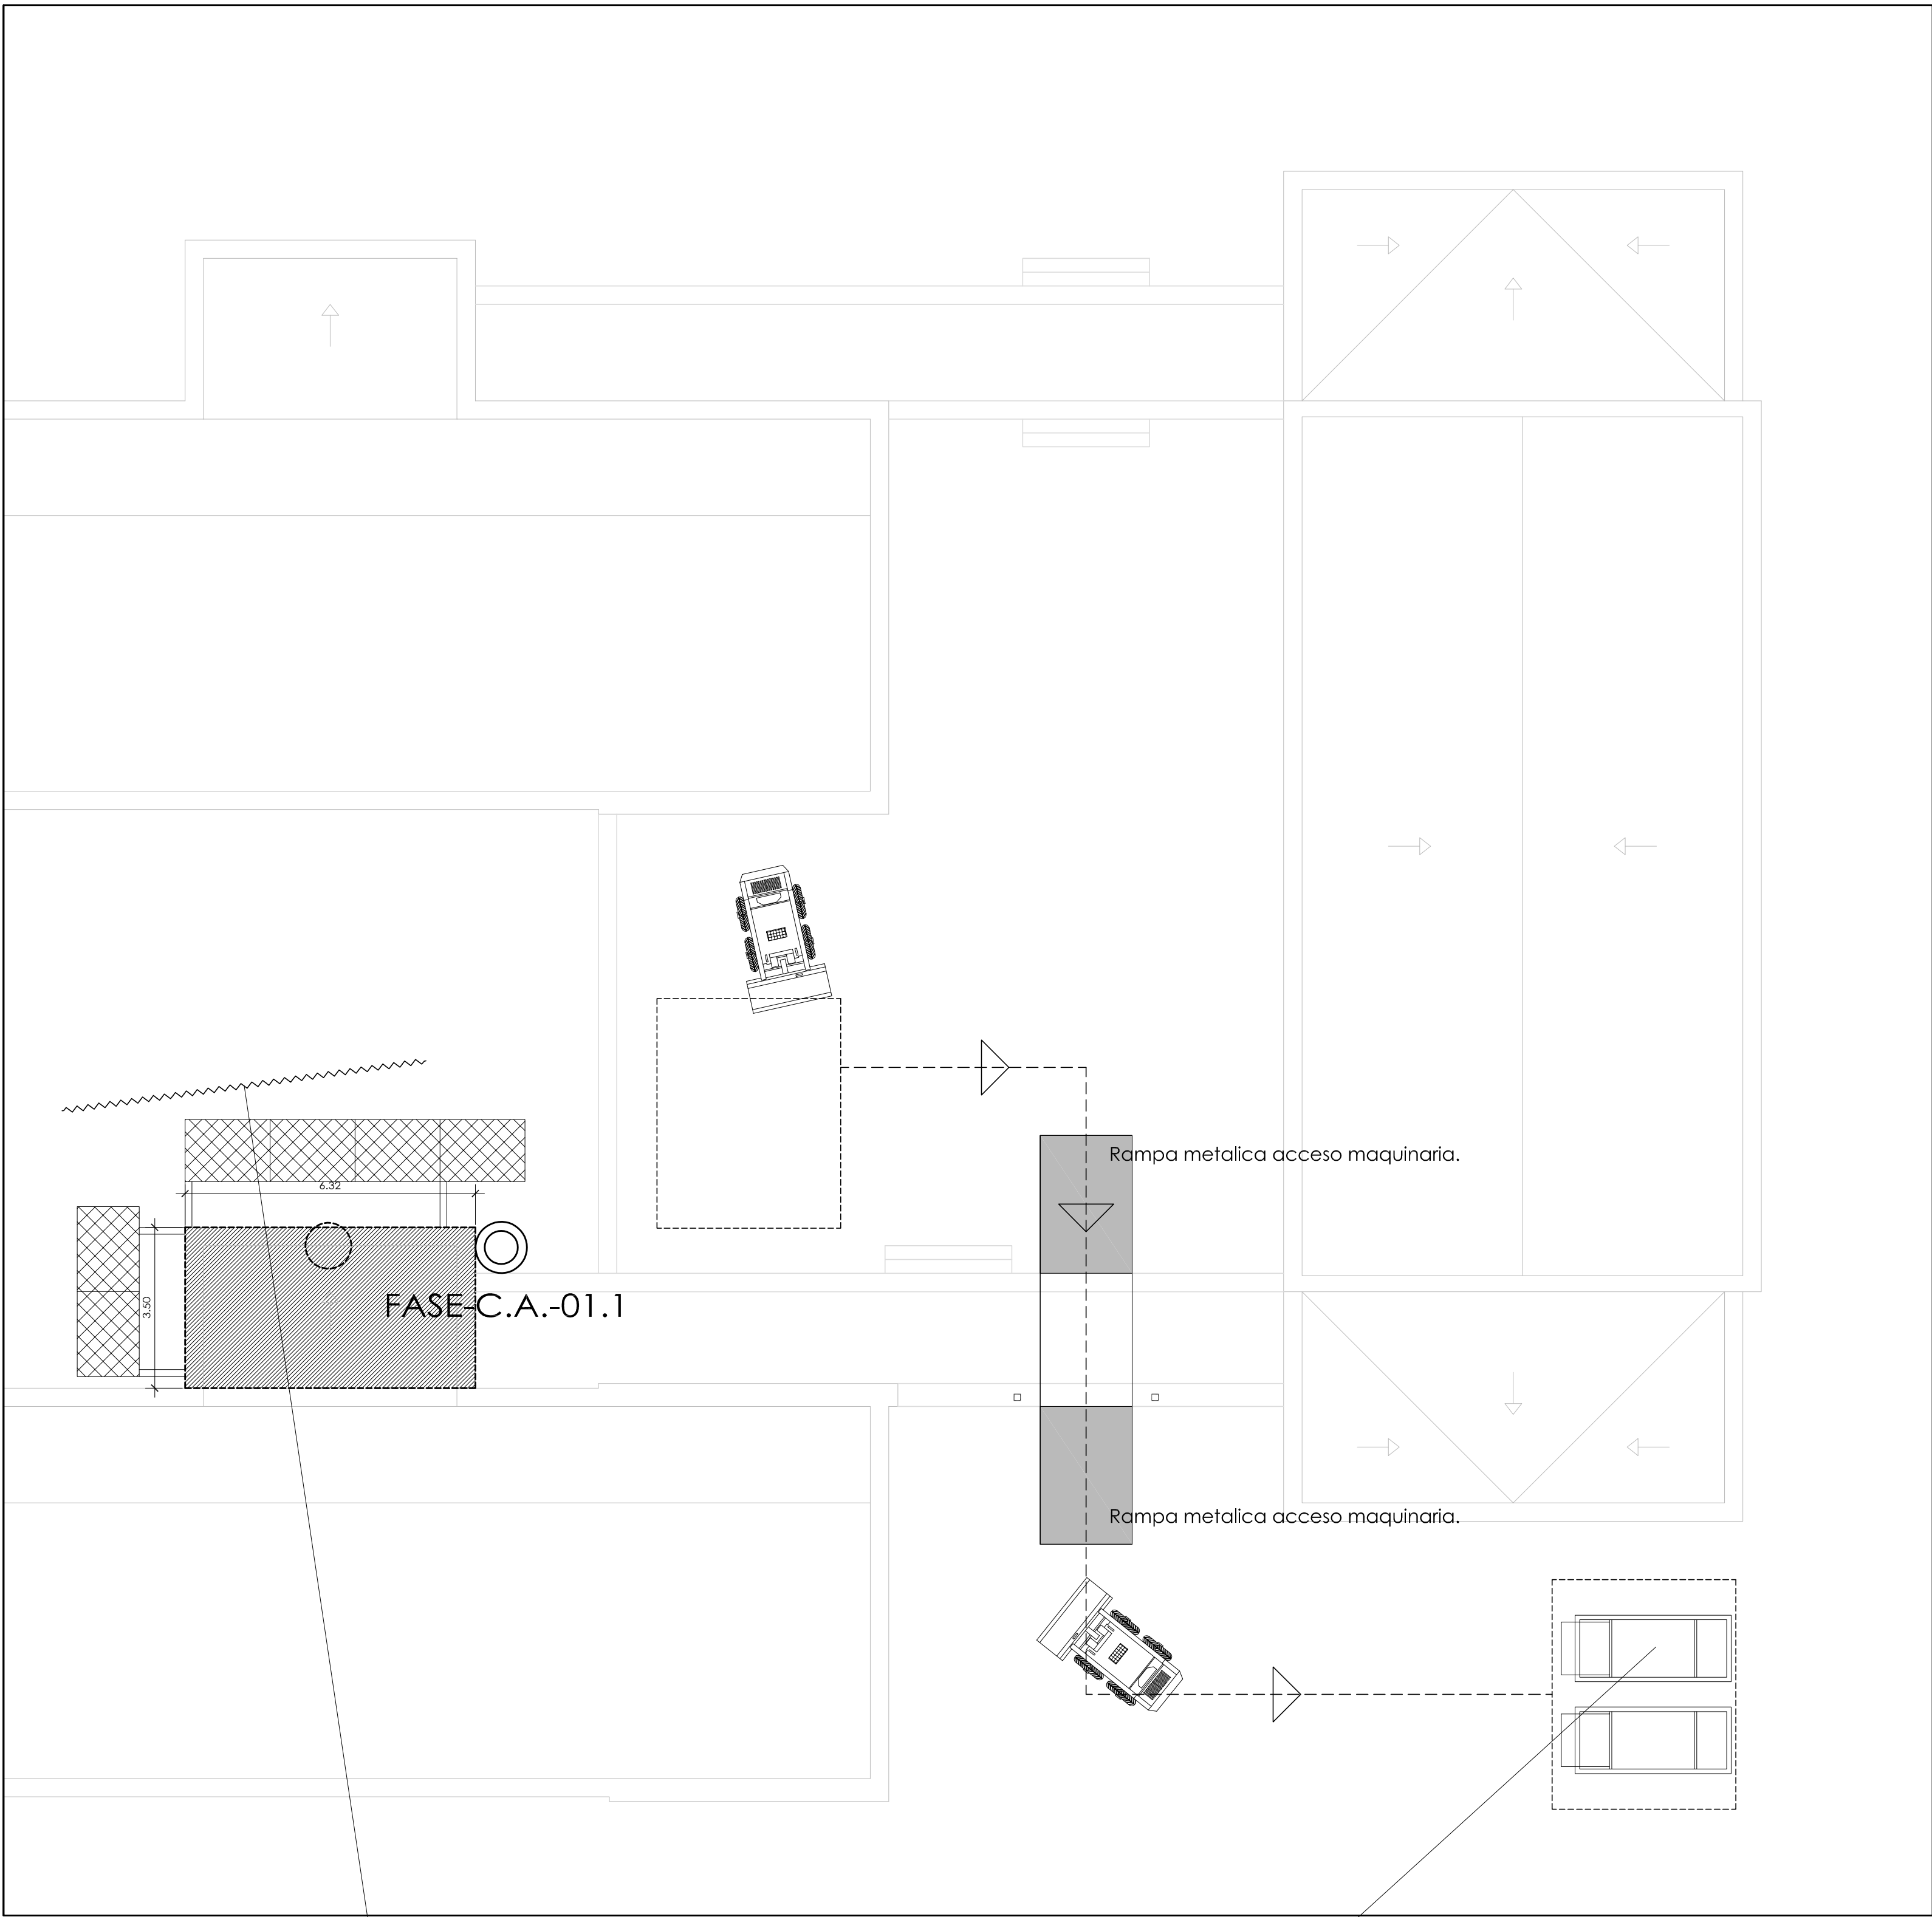 Rampa metalica acceso maquinaria.
6.32
3.50
FASE-C.A.-01.1
Rampa metalica acceso maquinaria.